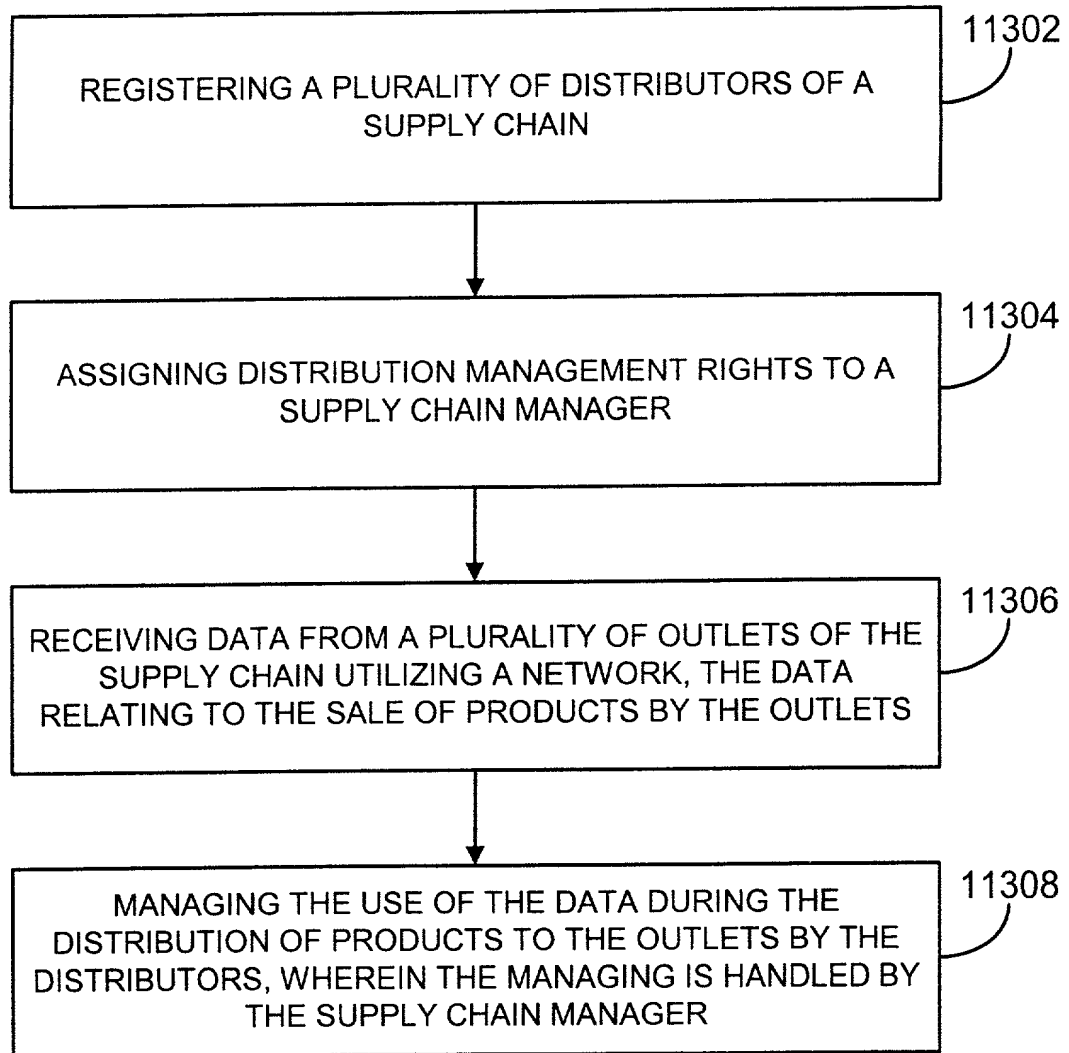 11302
REGISTERING A PLURALITY OF DISTRIBUTORS OF A
SUPPLY CHAIN
11304
ASSIGNING DISTRIBUTION MANAGEMENT RIGHTS TO A
SUPPLY CHAIN MANAGER
11306
RECEIVING DATA FROM A PLURALITY OF OUTLETS OF THE
SUPPLY CHAIN UTILIZING A NETWORK, THE DATA
RELATING TO THE SALE OF PRODUCTS BY THE OUTLETS
11308
MANAGING THE USE OF THE DATA DURING THE
DISTRIBUTION OF PRODUCTS TO THE OUTLETS BY THE
DISTRIBUTORS, WHEREIN THE MANAGING IS HANDLED BY
THE SUPPLY CHAIN MANAGER